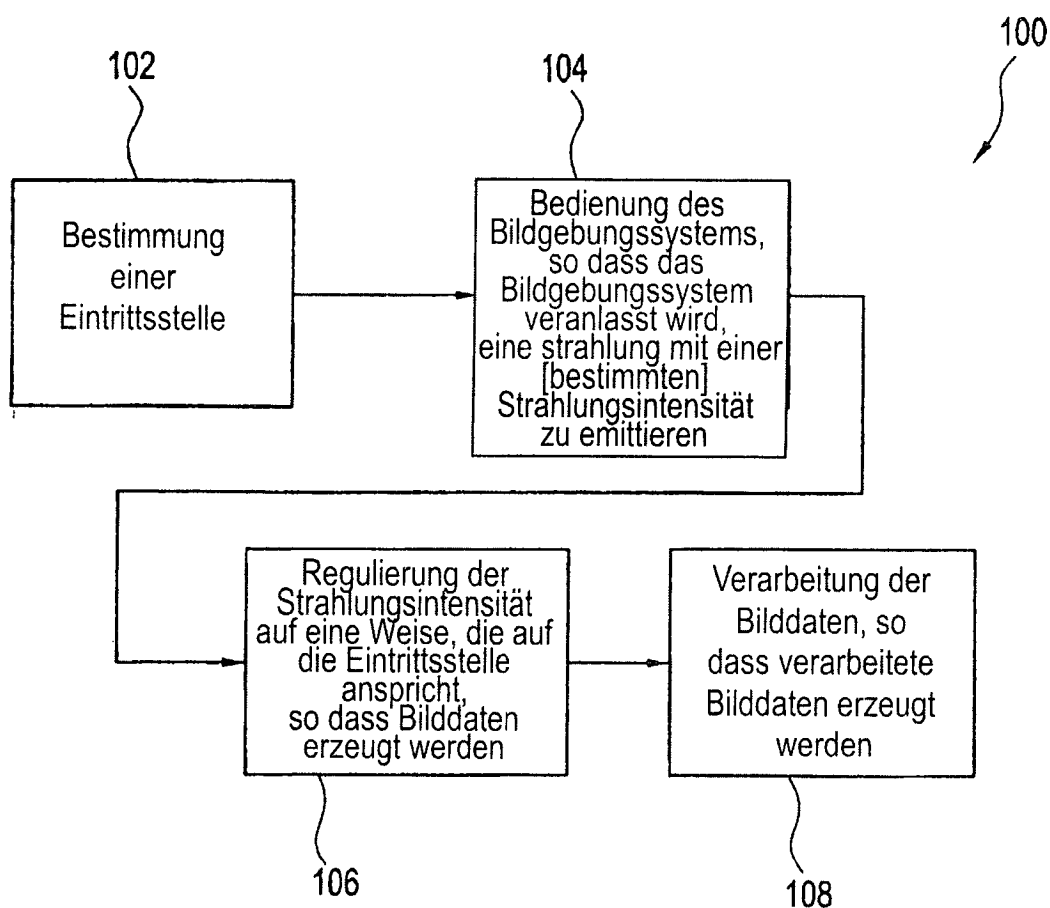 100
102
104
Bestimmung
einer
Eintrittsstelle
Bedienung des
Bildgebungssystems,
so dass das
Bildgebungssystem
veranlasst wird,
eine strahlung mit einer
[bestimmten]
Strahlungsintensität
zu emittieren
Regulierung der
Strahlungsintensität
auf eine Weise, die auf
die Eintrittsstelle
anspricht,
so dass Bilddaten
erzeugt werden
Verarbeitung der
Bilddaten, so
dass verarbeitete
Bilddaten erzeugt
werden
106
108